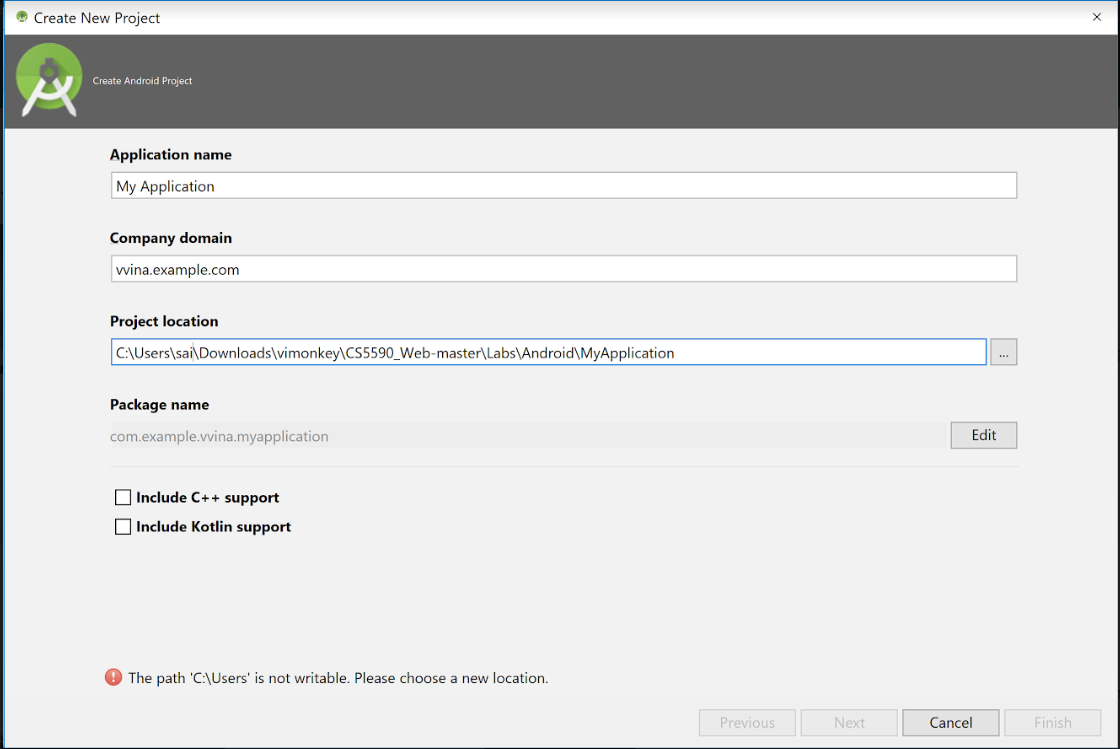 Create New Project
Create Android Project
Application name
My Application
Company domain
vvina.example.com
Project location
C:\Users\sai\Downloads\vimonkey\CS5590_Web-master\Labs\Android\MyApplication
...
Package name
com.example.vvina.myapplication
Edit
Include C++ support
Include Kotlin support
The path 'C:\Users' is not writable. Please choose a new location.
Previous Next Cancel Finish